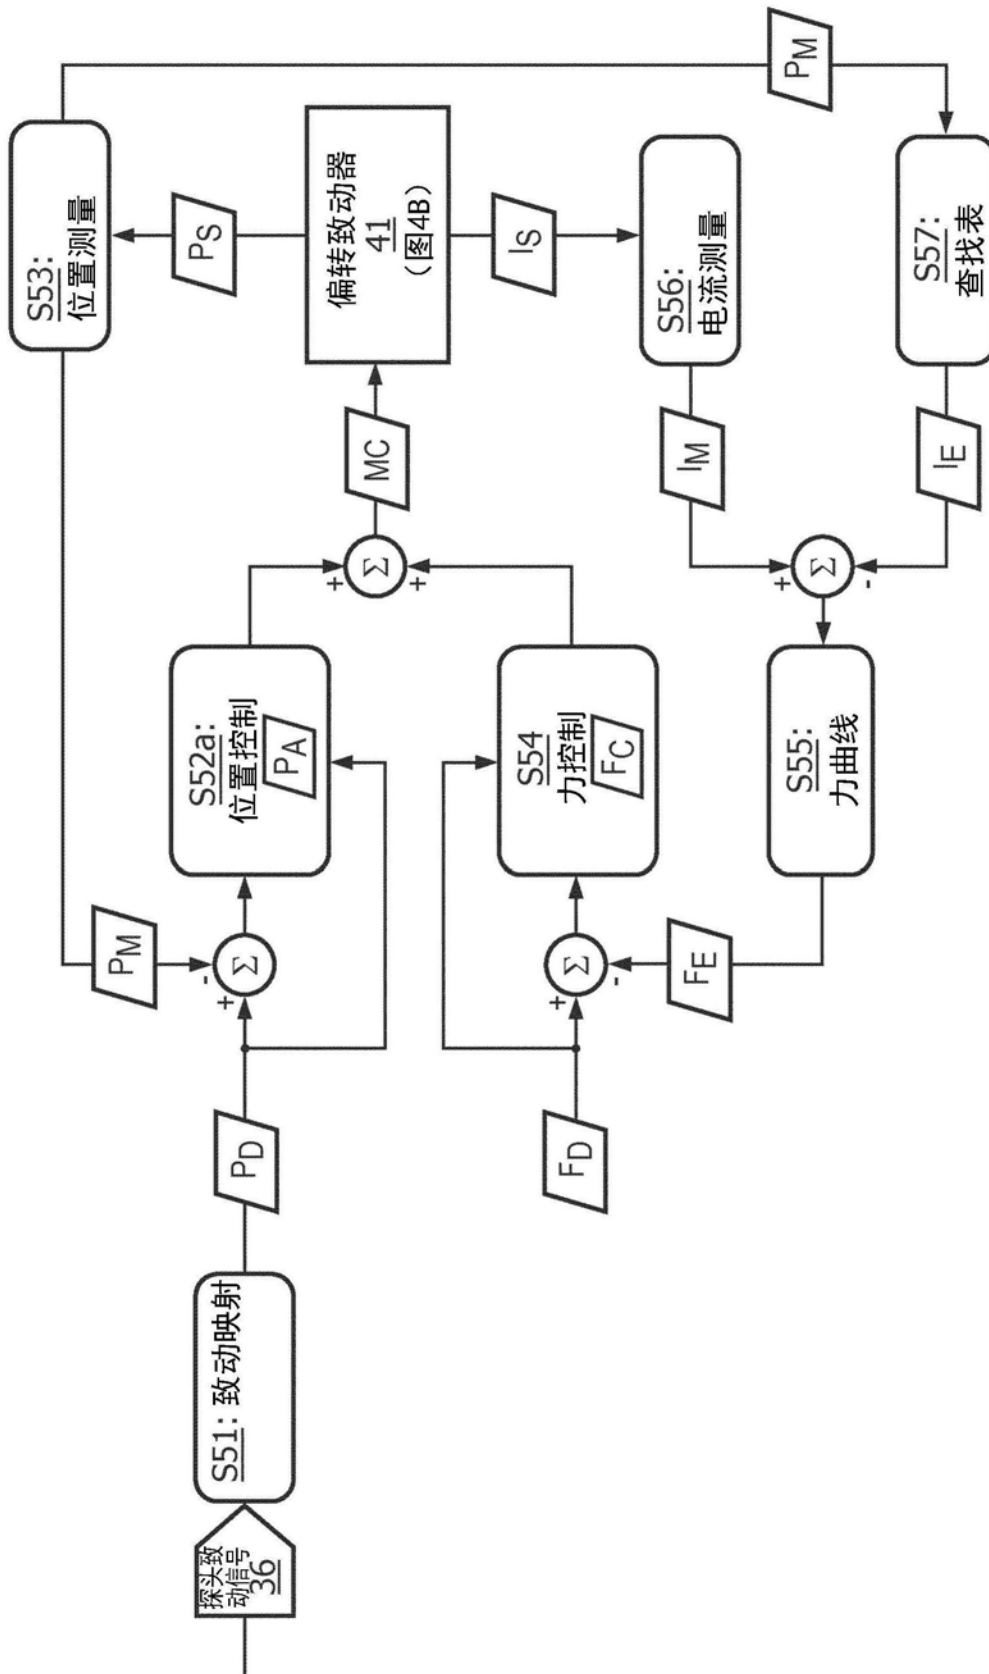 探头致
动信号
36
S51: 致动映射
PD
+
-
Σ
PM
S52a:
位置控制
PA
S53:
位置测量
PS
+
+
Σ
MC
偏转致动器
41
(图4B)
FD
+
-
Σ
FE
S54
力控制
FC
IS
S56:
电流测量
IM
S55:
力曲线
+
-
Σ
IE
S57:
查找表
PM